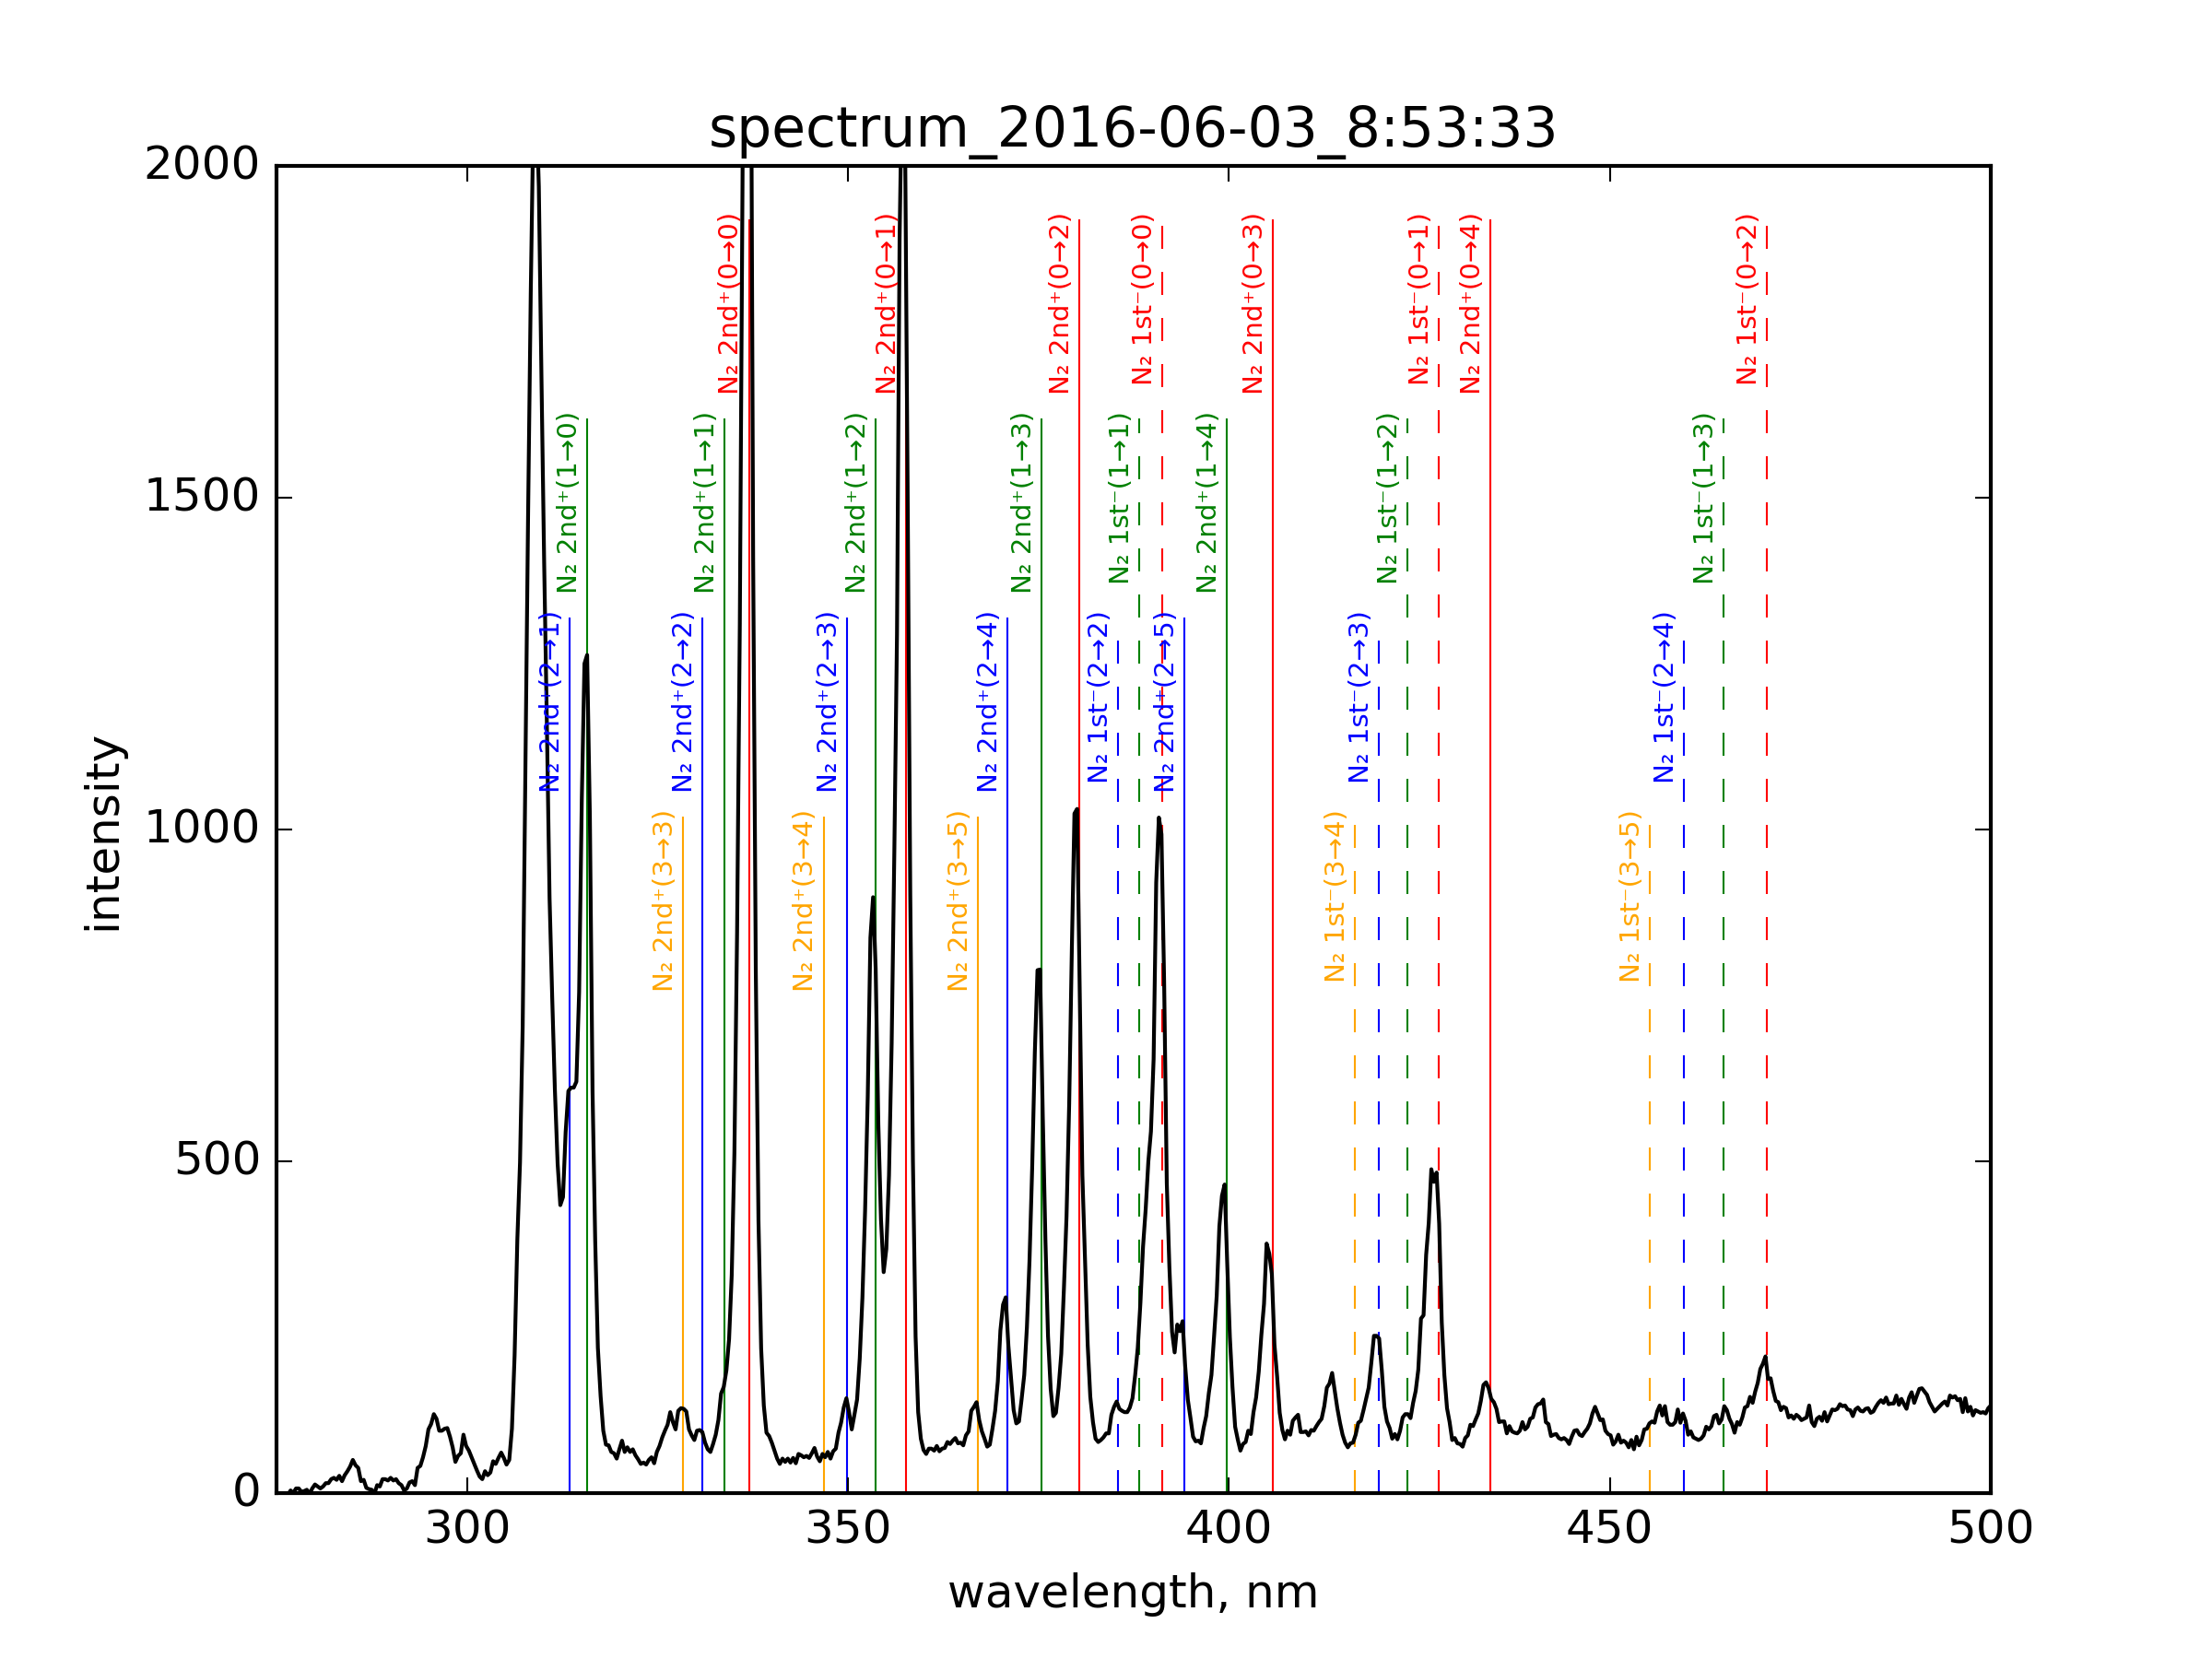 spectrum_2016-06-03_8:53:33
2000
1500
1000
500
0
intensity
N₂ 2nd⁺(0→0)
N₂ 2nd⁺(0→1)
N₂ 2nd⁺(0→2)
N₂ 1st⁻(0→0)
N₂ 2nd⁺(0→3)
N₂ 1st⁻(0→1)
N₂ 2nd⁺(0→4)
N₂ 1st⁻(0→2)
N₂ 2nd⁺(1→0)
N₂ 2nd⁺(1→1)
N₂ 2nd⁺(1→2)
N₂ 2nd⁺(1→3)
N₂ 1st⁻(1→1)
N₂ 2nd⁺(1→4)
N₂ 1st⁻(1→2)
N₂ 1st⁻(1→3)
N₂ 2nd⁺(2→1)
N₂ 2nd⁺(2→2)
N₂ 2nd⁺(2→3)
N₂ 2nd⁺(2→4)
N₂ 1st⁻(2→2)
N₂ 2nd⁺(2→5)
N₂ 1st⁻(2→3)
N₂ 1st⁻(2→4)
N₂ 2nd⁺(3→3)
N₂ 2nd⁺(3→4)
N₂ 2nd⁺(3→5)
N₂ 1st⁻(3→4)
N₂ 1st⁻(3→5)
300 350 400 450 500
wavelength, nm